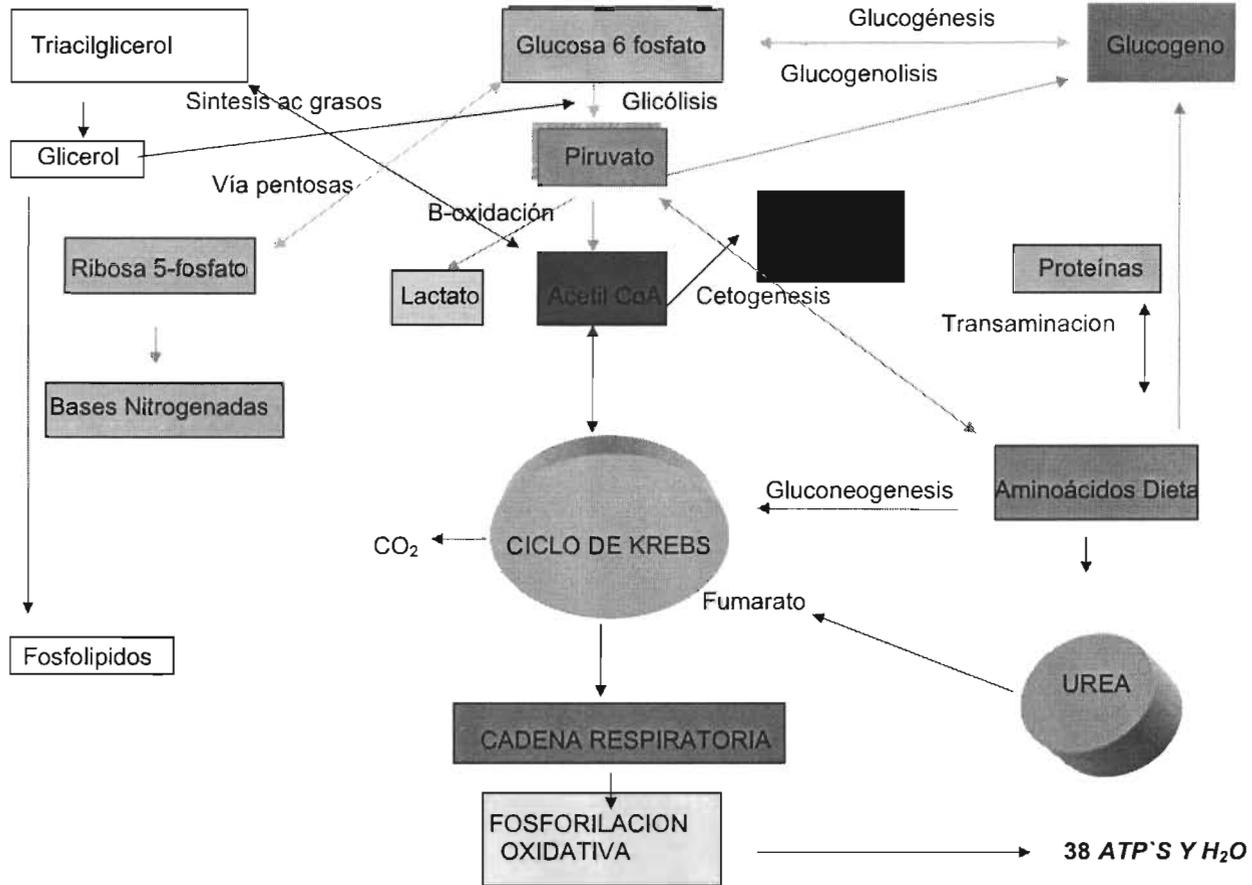 Triacilglicerol
Glucosa 6 fosfato
Glucogénesis
Glucogeno
Glucogenolisis
Sintesis ac grasos
Glicólisis
Glicerol
Piruvato
Vía pentosas
B-oxidación
Ribosa 5-fosfato
Lactato
Acetil CoA
Cetogenesis
Proteínas
Transaminacion
Bases Nitrogenadas
Gluconeogenesis
Aminoácidos Dieta
CO₂
CICLO DE KREBS
Fumarato
Fosfolipidos
UREA
CADENA RESPIRATORIA
FOSFORILACION
OXIDATIVA
38 ATP`S Y H₂O